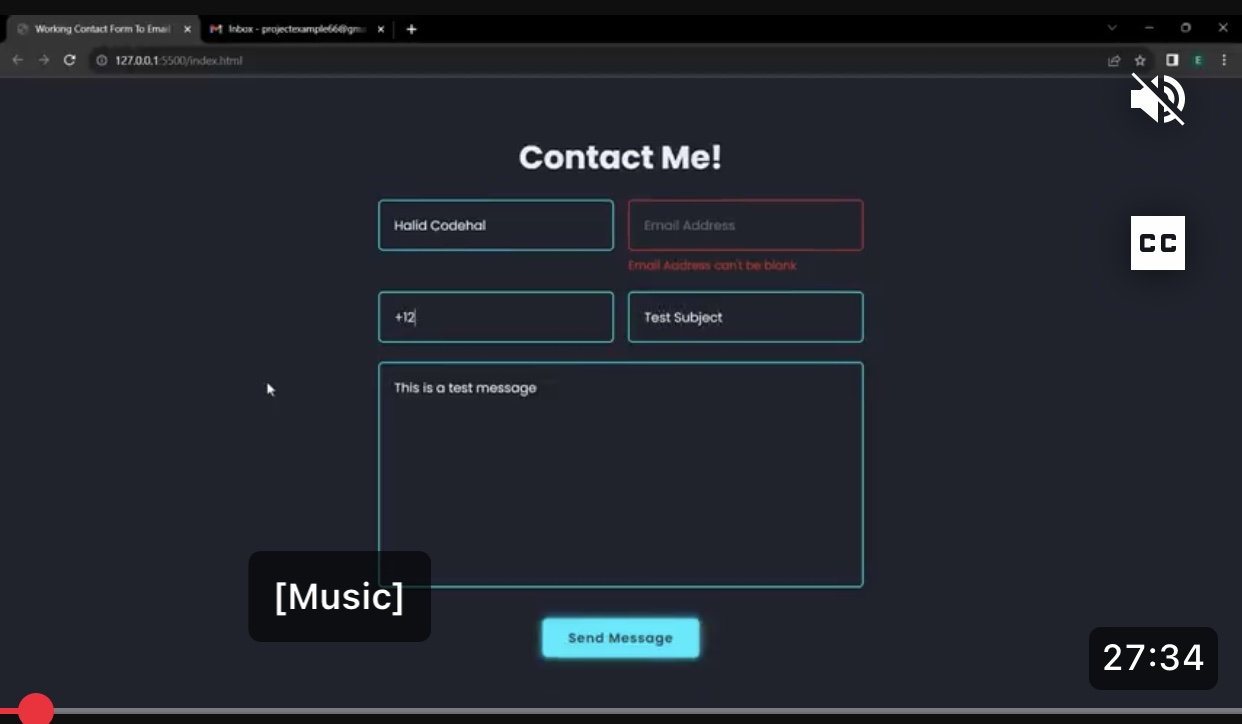 Working Contact Form To Email
Inbox - projectexample66@gm
127.0.0.1:5500/index.html
E
Contact Me!
Halid Codehal
Email Address
Email Address can't be blank
+12
Test Subject
This is a test message
CC
[Music]
Send Message
27:34